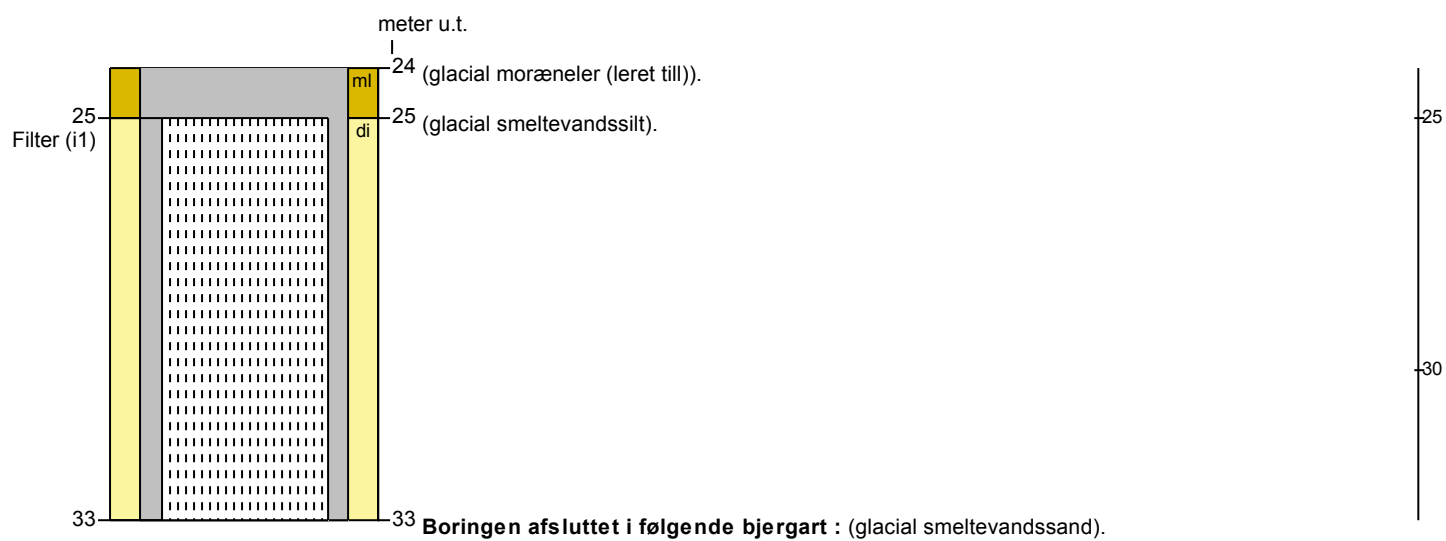 meter u.t.
ml 24 (glacial moræneler (leret till)).
25 25 (glacial smeltevandssilt). 25
Filter (i1) di
30
33 33 Boringen afsluttet i følgende bjergart : (glacial smeltevandssand).